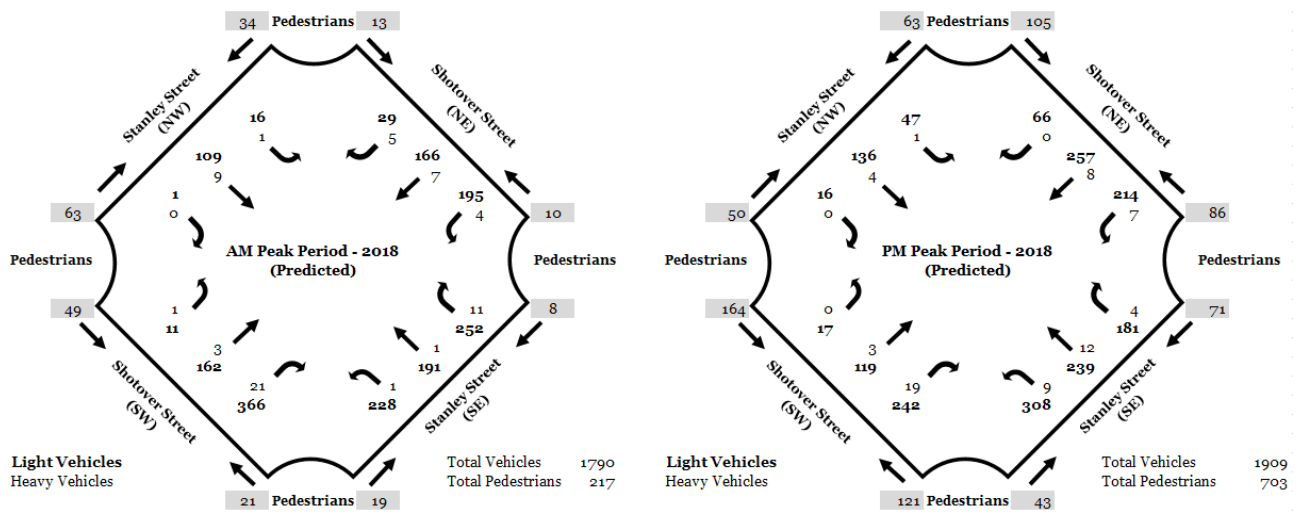 34 Pedestrians 13
Stanley Street
(NW)
Shotover Street
(NE)
16
1
29
5
109
9
166
7
1
0
195
4
63
10
Pedestrians
AM Peak Period - 2018
(Predicted)
Pedestrians
49
8
1
11
11
252
3
162
1
191
21
366
1
228
Shotover Street
(SW)
Stanley Street
(SE)
Light Vehicles
Heavy Vehicles
Total Vehicles 1790
Total Pedestrians 217
21 Pedestrians 19
63 Pedestrians 105
Stanley Street
(NW)
Shotover Street
(NE)
47
1
66
0
136
4
257
8
16
0
214
7
50
86
Pedestrians
PM Peak Period - 2018
(Predicted)
Pedestrians
164
71
0
17
4
181
3
119
12
239
19
242
9
308
Shotover Street
(SW)
Stanley Street
(SE)
Light Vehicles
Heavy Vehicles
Total Vehicles 1909
Total Pedestrians 703
121 Pedestrians 43